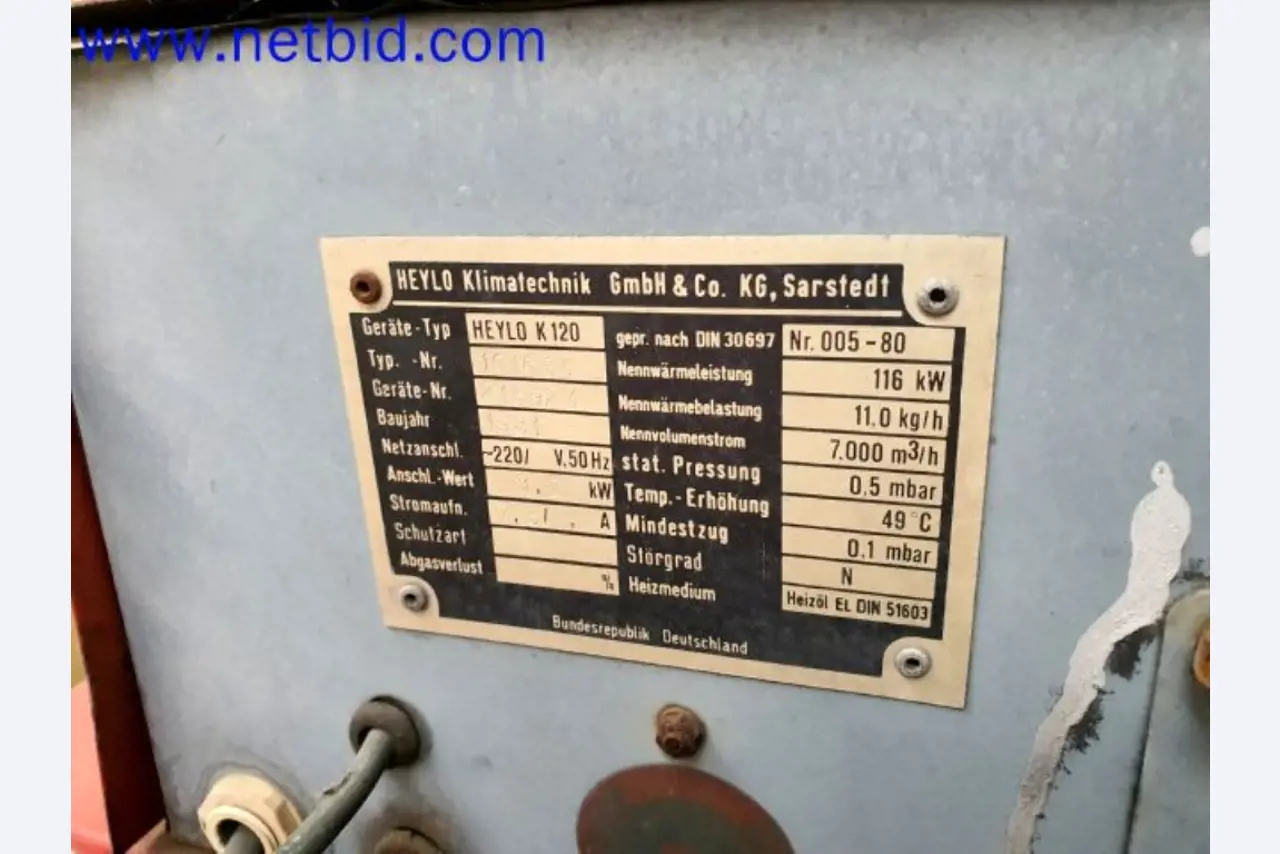 www.netbid.com
HEYLO Klimatechnik GmbH & Co. KG, Sarstedt
Geräte-Typ HEYLO K 120
Typ.-Nr.
Geräte-Nr.
Baujahr
Netzanschl. ~220/ V.50Hz
Anschl.-Wert kW
Stromaufn. A
Schutzart
Abgasverlust %
gepr. nach DIN 30697 Nr. 005-80
Nennwärmeleistung 116 kW
Nennwärmebelastung 11.0 kg/h
Nennvolumenstrom 7.000 m³/h
stat. Pressung 0.5 mbar
Temp.-Erhöhung 49°C
Mindestzug 0.1 mbar
Störgrad N
Heizmedium Heizöl EL DIN 51603
Bundesrepublik Deutschland